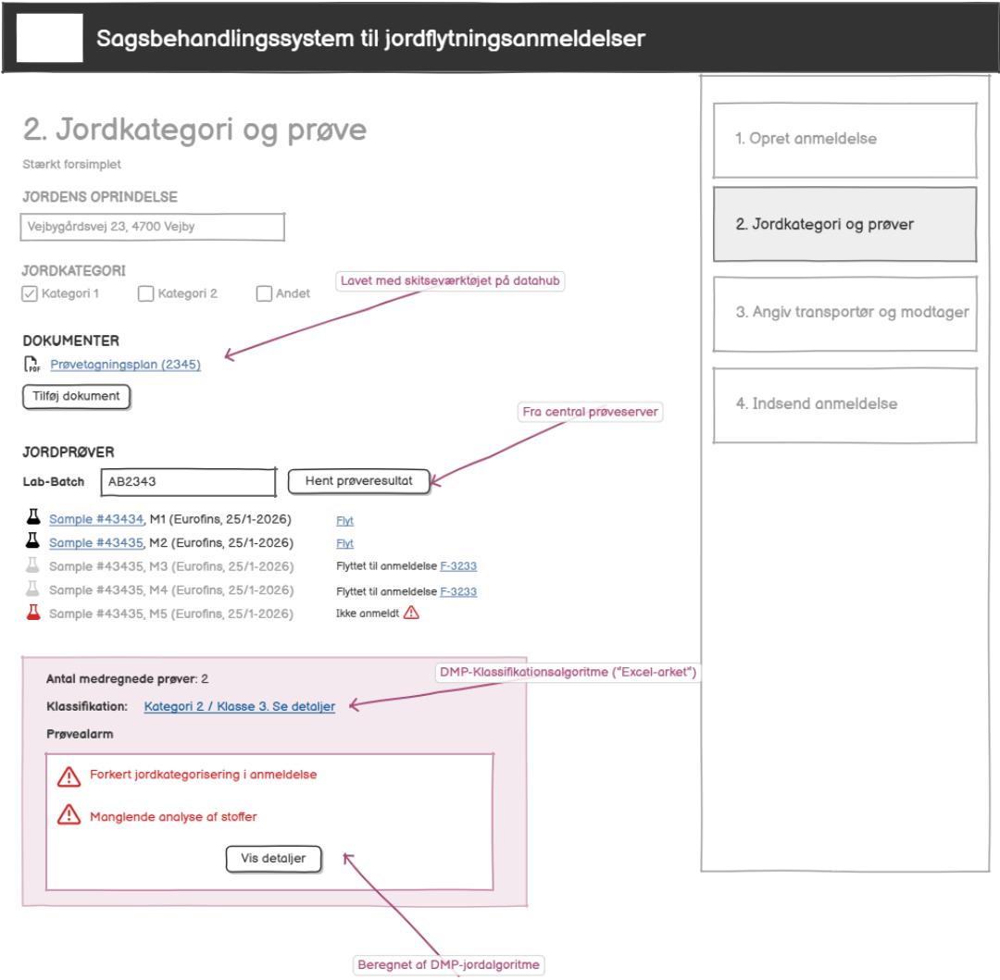 Sagsbehandlingssystem til jordflytningsanmeldelser
2. Jordkategori og prøve
Stærkt forsimplet
JORDENS OPRINDELSE
Vejbygårdsvej 23, 4700 Vejby
JORDKATEGORI
Kategori 1 Kategori 2 Andet
Lavet med skitseværktøjet på datahub
DOKUMENTER
PDF Prøvetagningsplan (2345)
Tilføj dokument
Fra central prøveserver
JORDPRØVER
Lab-Batch AB2343 Hent prøveresultat
Sample #43434, M1 (Eurofins, 25/1-2026) Flyt
Sample #43435, M2 (Eurofins, 25/1-2026) Flyt
Sample #43435, M3 (Eurofins, 25/1-2026) Flyttet til anmeldelse F-3233
Sample #43435, M4 (Eurofins, 25/1-2026) Flyttet til anmeldelse F-3233
Sample #43435, M5 (Eurofins, 25/1-2026) Ikke anmeldt
DMP-Klassifikationsalgoritme ("Excel-arket")
Antal medregnede prøver: 2
Klassifikation: Kategori 2 / Klasse 3. Se detaljer
Prøvealarm
Forkert jordkategorisering i anmeldelse
Manglende analyse af stoffer
Vis detaljer
Beregnet af DMP-jordalgoritme
1. Opret anmeldelse
2. Jordkategori og prøver
3. Angiv transportør og modtager
4. Indsend anmeldelse